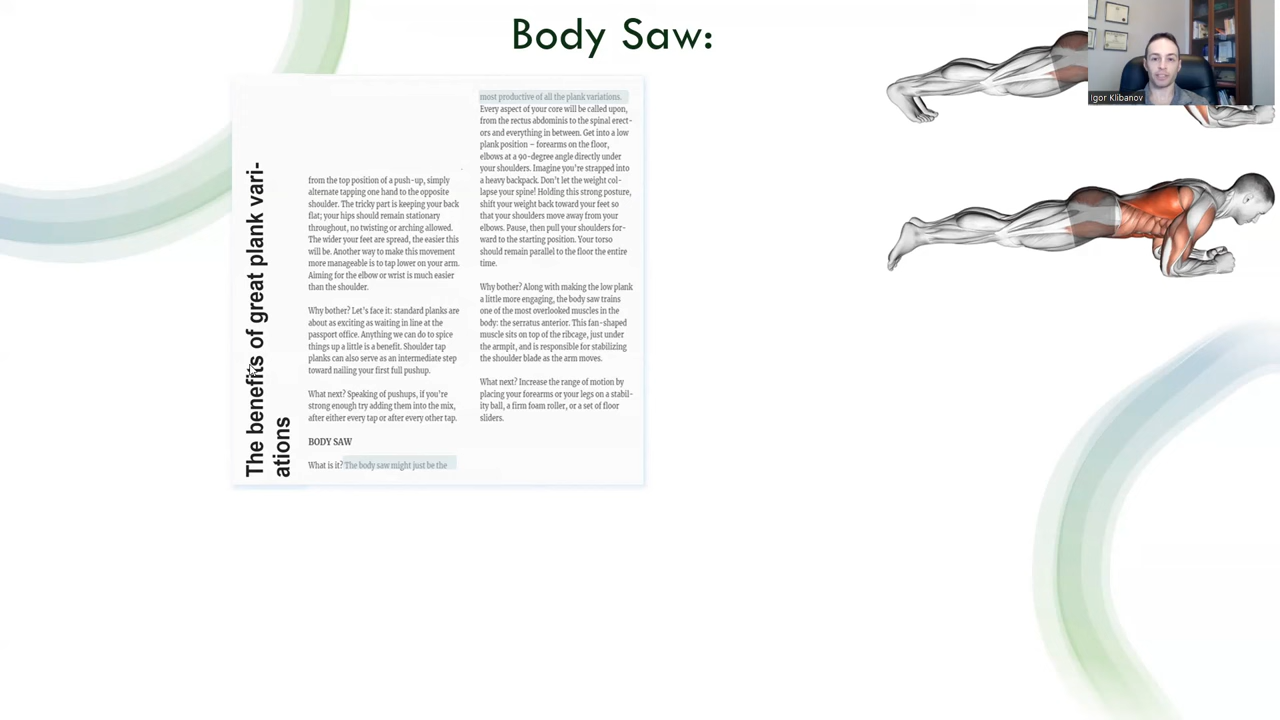 Body Saw:
Igor Klibanov
The benefits of great plank vari-
ations
from the top position of a push-up, simply
alternate tapping one hand to the opposite
shoulder. The tricky part is keeping your back
flat; your hips should remain stationary
throughout, no twisting or arching allowed.
The wider your feet are spread, the easier this
will be. Another way to make this movement
more manageable is to tap lower on your arm.
Aiming for the elbow or wrist is much easier
than the shoulder.
Why bother? Let's face it: standard planks are
about as exciting as waiting in line at the
passport office. Anything we can do to spice
things up a little is a benefit. Shoulder tap
planks can also serve as an intermediate step
toward nailing your first full pushup.
What next? Speaking of pushups, if you're
strong enough try adding them into the mix,
after either every tap or after every other tap.
BODY SAW
What is it? The body saw might just be the
most productive of all the plank variations.
Every aspect of your core will be called upon,
from the rectus abdominis to the spinal erect-
ors and everything in between. Get into a low
plank position – forearms on the floor,
elbows at a 90-degree angle directly under
your shoulders. Imagine you're strapped into
a heavy backpack. Don't let the weight col-
lapse your spine! Holding this strong posture,
shift your weight back toward your feet so
that your shoulders move away from your
elbows. Pause, then pull your shoulders for-
ward to the starting position. Your torso
should remain parallel to the floor the entire
time.
Why bother? Along with making the low plank
a little more engaging, the body saw trains
one of the most overlooked muscles in the
body: the serratus anterior. This fan-shaped
muscle sits on top of the ribcage, just under
the armpit, and is responsible for stabilizing
the shoulder blade as the arm moves.
What next? Increase the range of motion by
placing your forearms or your legs on a stabil-
ity ball, a firm foam roller, or a set of floor
sliders.